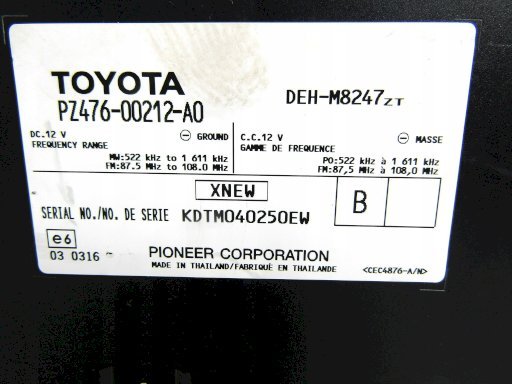 TOYOTA
PZ476-00212-A0
DEH-M8247ZT
DC.12 V ⊖ GROUND
FREQUENCY RANGE
MW:522 kHz to 1 611 kHz
FM:87.5 MHz to 108.0 MHz
C.C.12 V ⊖ MASSE
GAMME DE FREQUENCE
PO:522 kHz à 1 611 kHz
FM:87,5 MHz à 108,0 MHz
XNEW
B
SERIAL NO./NO. DE SERIE KDTM040250EW
e6
03 0316
PIONEER CORPORATION
MADE IN THAILAND/FABRIQUÉ EN THAILANDE
<CEC4876-A/N>